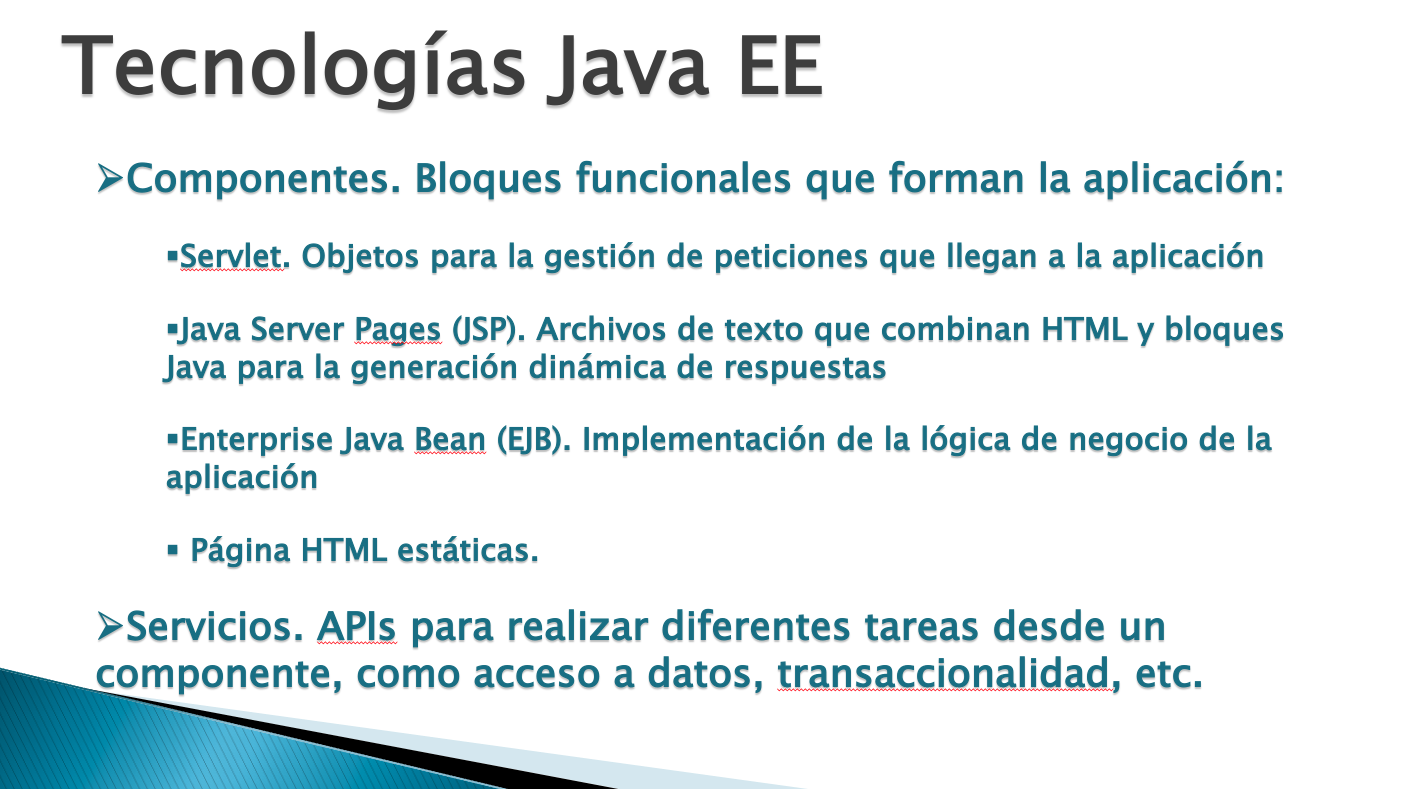 Tecnologías Java EE
➢Componentes. Bloques funcionales que forman la aplicación:
▪Servlet. Objetos para la gestión de peticiones que llegan a la aplicación
▪Java Server Pages (JSP). Archivos de texto que combinan HTML y bloques
Java para la generación dinámica de respuestas
▪Enterprise Java Bean (EJB). Implementación de la lógica de negocio de la
aplicación
▪ Página HTML estáticas.
➢Servicios. APIs para realizar diferentes tareas desde un
componente, como acceso a datos, transaccionalidad, etc.